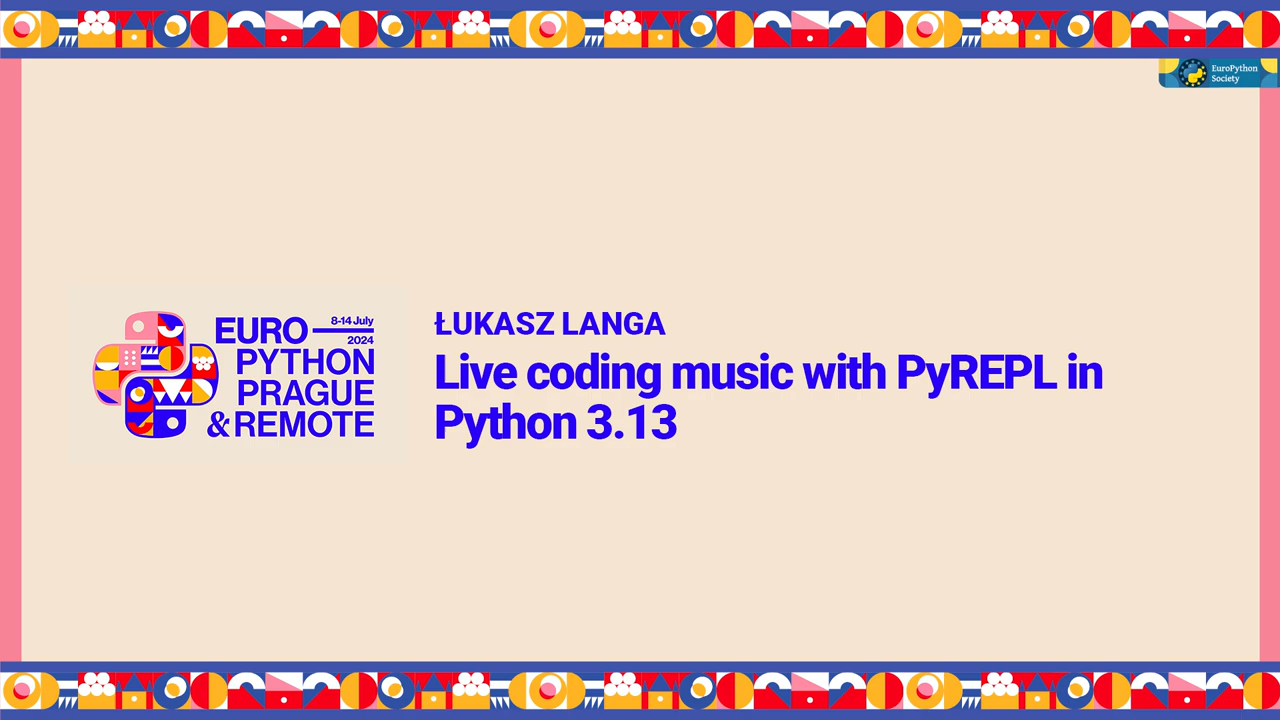 EuroPython
Society
EURO
8-14 July
2024
PYTHON
PRAGUE
&REMOTE
ŁUKASZ LANGA
Live coding music with PyREPL in
Python 3.13